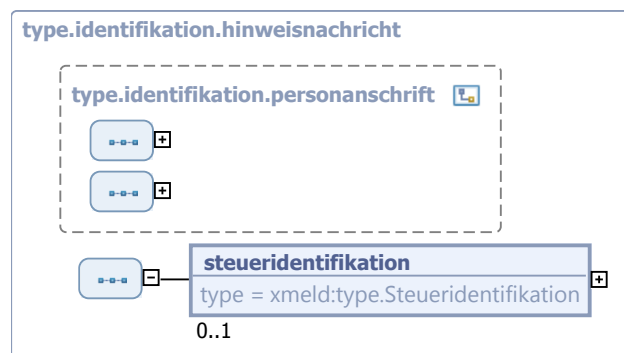 type.identifikation.hinweisnachricht
type.identifikation.personanschrift
steueridentifikation
type = xmeld:type.Steueridentifikation
0..1